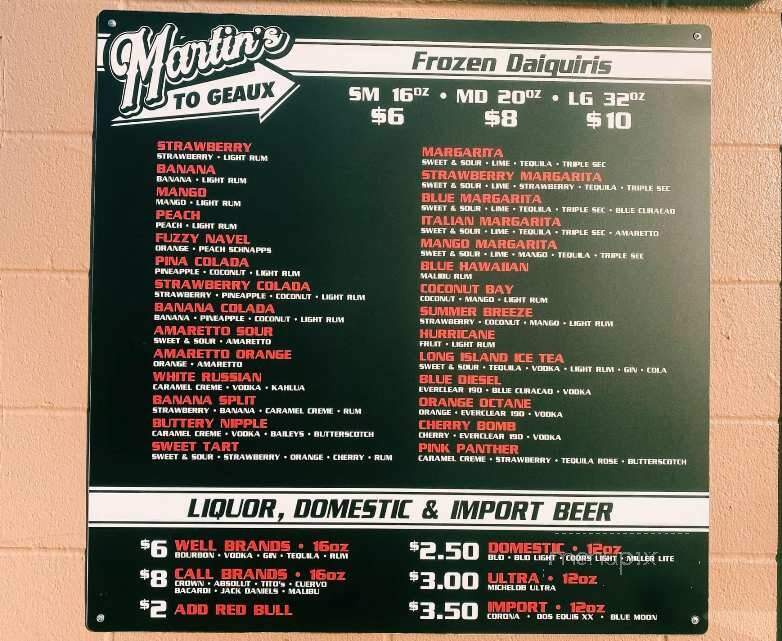 Martin's
TO GEAUX
Frozen Daiquiris
SM 16OZ • MD 20OZ • LG 32OZ
$6 $8 $10
STRAWBERRY
STRAWBERRY • LIGHT RUM
BANANA
BANANA • LIGHT RUM
MANGO
MANGO • LIGHT RUM
PEACH
PEACH • LIGHT RUM
FUZZY NAVEL
ORANGE • PEACH SCHNAPPS
PINA COLADA
PINEAPPLE • COCONUT • LIGHT RUM
STRAWBERRY COLADA
STRAWBERRY • PINEAPPLE • COCONUT • LIGHT RUM
BANANA COLADA
BANANA • PINEAPPLE • COCONUT • LIGHT RUM
AMARETTO SOUR
SWEET & SOUR • AMARETTO
AMARETTO ORANGE
ORANGE • AMARETTO
WHITE RUSSIAN
CARAMEL CREME • VODKA • KAHLUA
BANANA SPLIT
STRAWBERRY • BANANA • CARAMEL CREME • RUM
BUTTERY NIPPLE
CARAMEL CREME • VODKA • BAILEYS • BUTTERSCOTCH
SWEET TART
SWEET & SOUR • STRAWBERRY • ORANGE • CHERRY • RUM
MARGARITA
SWEET & SOUR • LIME • TEQUILA • TRIPLE SEC
STRAWBERRY MARGARITA
SWEET & SOUR • LIME • STRAWBERRY • TEQUILA • TRIPLE SEC
BLUE MARGARITA
SWEET & SOUR • LIME • TEQUILA • TRIPLE SEC • BLUE CURACAO
ITALIAN MARGARITA
SWEET & SOUR • LIME • TEQUILA • TRIPLE SEC • AMARETTO
MANGO MARGARITA
SWEET & SOUR • LIME • MANGO • TEQUILA • TRIPLE SEC
BLUE HAWAIIAN
MALIBU RUM
COCONUT BAY
COCONUT • MANGO • LIGHT RUM
SUMMER BREEZE
STRAWBERRY • COCONUT • MANGO • LIGHT RUM
HURRICANE
FRUIT • LIGHT RUM
LONG ISLAND ICE TEA
SWEET & SOUR • TEQUILA • VODKA • LIGHT RUM • GIN • COLA
BLUE DIESEL
EVERCLEAR 190 • BLUE CURACAO • VODKA
ORANGE OCTANE
ORANGE • EVERCLEAR 190 • VODKA
CHERRY BOMB
CHERRY • EVERCLEAR 190 • VODKA
PINK PANTHER
CARAMEL CREME • STRAWBERRY • TEQUILA ROSE • BUTTERSCOTCH
LIQUOR, DOMESTIC & IMPORT BEER
$6 WELL BRANDS • 16OZ
BOURBON • VODKA • GIN • TEQUILA • RUM
$8 CALL BRANDS • 16OZ
CROWN • ABSOLUT • TITO'S • CUERVO
BACARDI • JACK DANIELS • MALIBU
$2 ADD RED BULL
$2.50 DOMESTIC • 12OZ
BUD • BUD LIGHT • COORS LIGHT • MILLER LITE
$3.00 ULTRA • 12OZ
MICHELOB ULTRA
$3.50 IMPORT • 12OZ
CORONA • DOS EQUIS XX • BLUE MOON
menupix